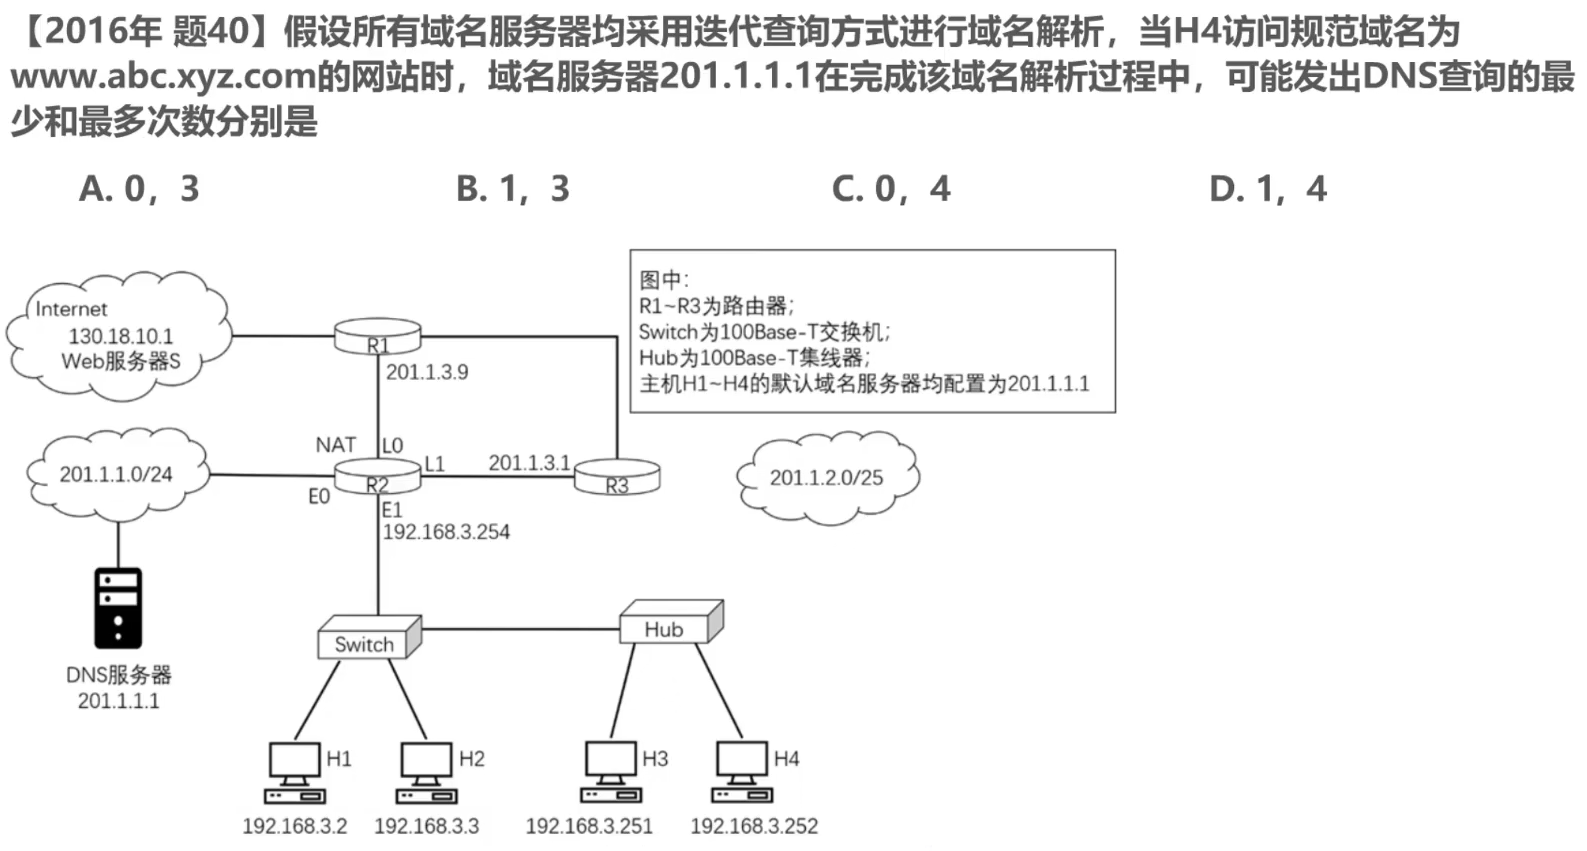 【2016年 题40】假设所有域名服务器均采用迭代查询方式进行域名解析，当H4访问规范域名为
www.abc.xyz.com的网站时，域名服务器201.1.1.1在完成该域名解析过程中，可能发出DNS查询的最
少和最多次数分别是
A. 0，3 B. 1，3 C. 0，4 D. 1，4
图中：
R1~R3为路由器；
Switch为100Base-T交换机；
Hub为100Base-T集线器；
主机H1~H4的默认域名服务器均配置为201.1.1.1
Internet
130.18.10.1
Web服务器S
R1
201.1.3.9
NAT
L0
201.1.1.0/24
L1
201.1.3.1
R2
R3
201.1.2.0/25
E0
E1
192.168.3.254
Switch
Hub
DNS服务器
201.1.1.1
H1
H2
H3
H4
192.168.3.2
192.168.3.3
192.168.3.251
192.168.3.252